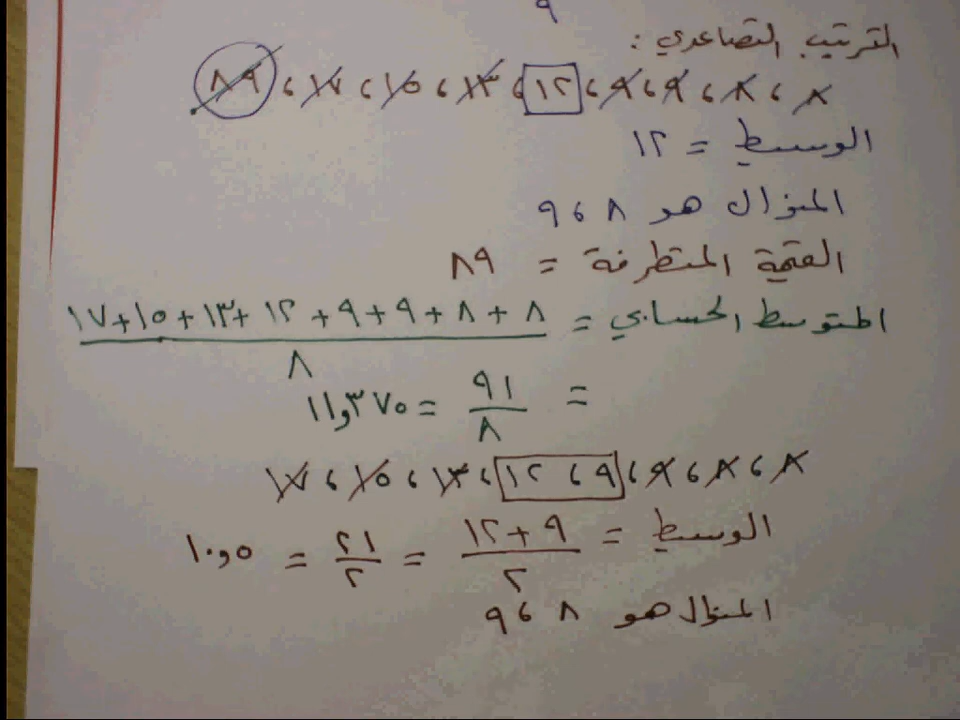 ٩
الترتيب التصاعدي :
٨ ، ٨ ، ٩ ، ٩ ، ١٢ ، ١٣ ، ١٥ ، ١٧ ، ٨٩
الوسيط = ١٢
المنوال هو ٨ ، ٩
القيمة المتطرفة = ٨٩
المتوسط الحسابي = ٨ + ٨ + ٩ + ٩ + ١٢ + ١٣ + ١٥ + ١٧
٨
= ٩١ / ٨ = ١١,٣٧٥
٨ ، ٨ ، ٩ ، ٩ ، ١٢ ، ١٣ ، ١٥ ، ١٧
الوسيط = ٩ + ١٢ / ٢ = ٢١ / ٢ = ١٠,٥
المنوال هو ٨ ، ٩